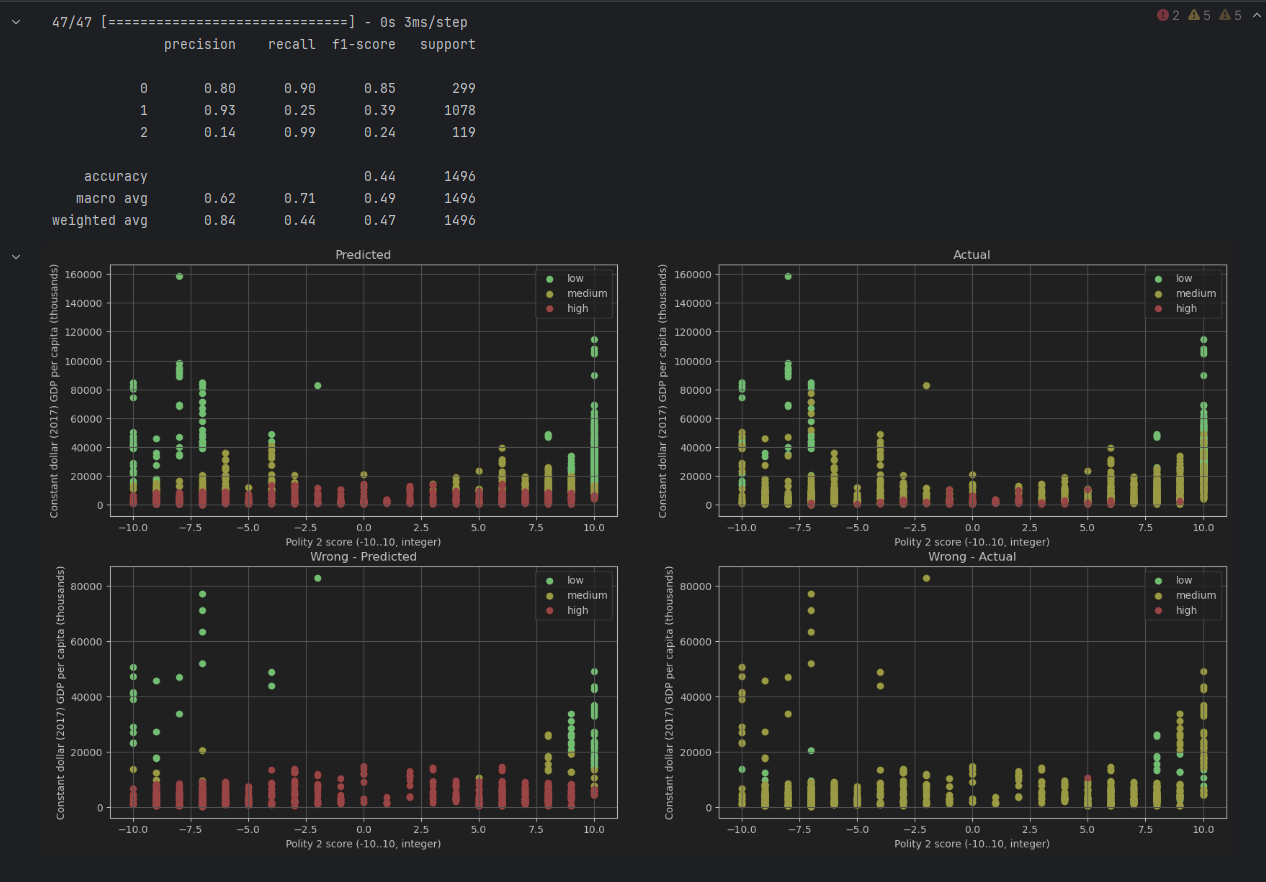 47/47 [==============================] - 0s 3ms/step
2 5 5
precision recall f1-score support
0 0.80 0.90 0.85 299
1 0.93 0.25 0.39 1078
2 0.14 0.99 0.24 119
accuracy 0.44 1496
macro avg 0.62 0.71 0.49 1496
weighted avg 0.84 0.44 0.47 1496
Predicted
Constant dollar (2017) GDP per capita (thousands)
160000
140000
120000
100000
80000
60000
40000
20000
0
low
medium
high
−10.0 −7.5 −5.0 −2.5 0.0 2.5 5.0 7.5 10.0
Polity 2 score (-10..10, integer)
Actual
Constant dollar (2017) GDP per capita (thousands)
160000
140000
120000
100000
80000
60000
40000
20000
0
low
medium
high
−10.0 −7.5 −5.0 −2.5 0.0 2.5 5.0 7.5 10.0
Polity 2 score (-10..10, integer)
Wrong - Predicted
Constant dollar (2017) GDP per capita (thousands)
80000
60000
40000
20000
0
low
medium
high
−10.0 −7.5 −5.0 −2.5 0.0 2.5 5.0 7.5 10.0
Polity 2 score (-10..10, integer)
Wrong - Actual
Constant dollar (2017) GDP per capita (thousands)
80000
60000
40000
20000
0
low
medium
high
−10.0 −7.5 −5.0 −2.5 0.0 2.5 5.0 7.5 10.0
Polity 2 score (-10..10, integer)